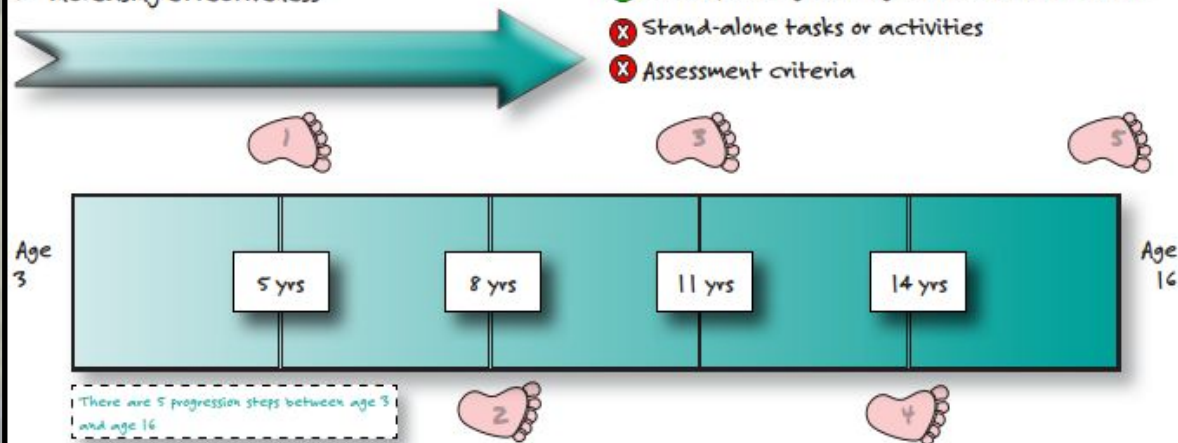 Stand-alone tasks or activities
Assessment criteria
1
3
5
Age
3
5 yrs
8 yrs
11 yrs
14 yrs
Age
16
There are 5 progression steps between age 3
and age 16
2
4